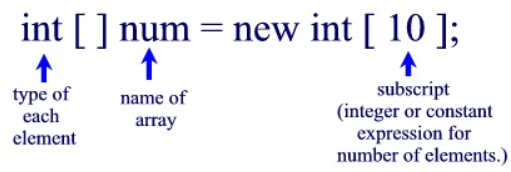 int [ ] num = new int [ 10 ];
type of
each
element
name of
array
subscript
(integer or constant
expression for
number of elements.)